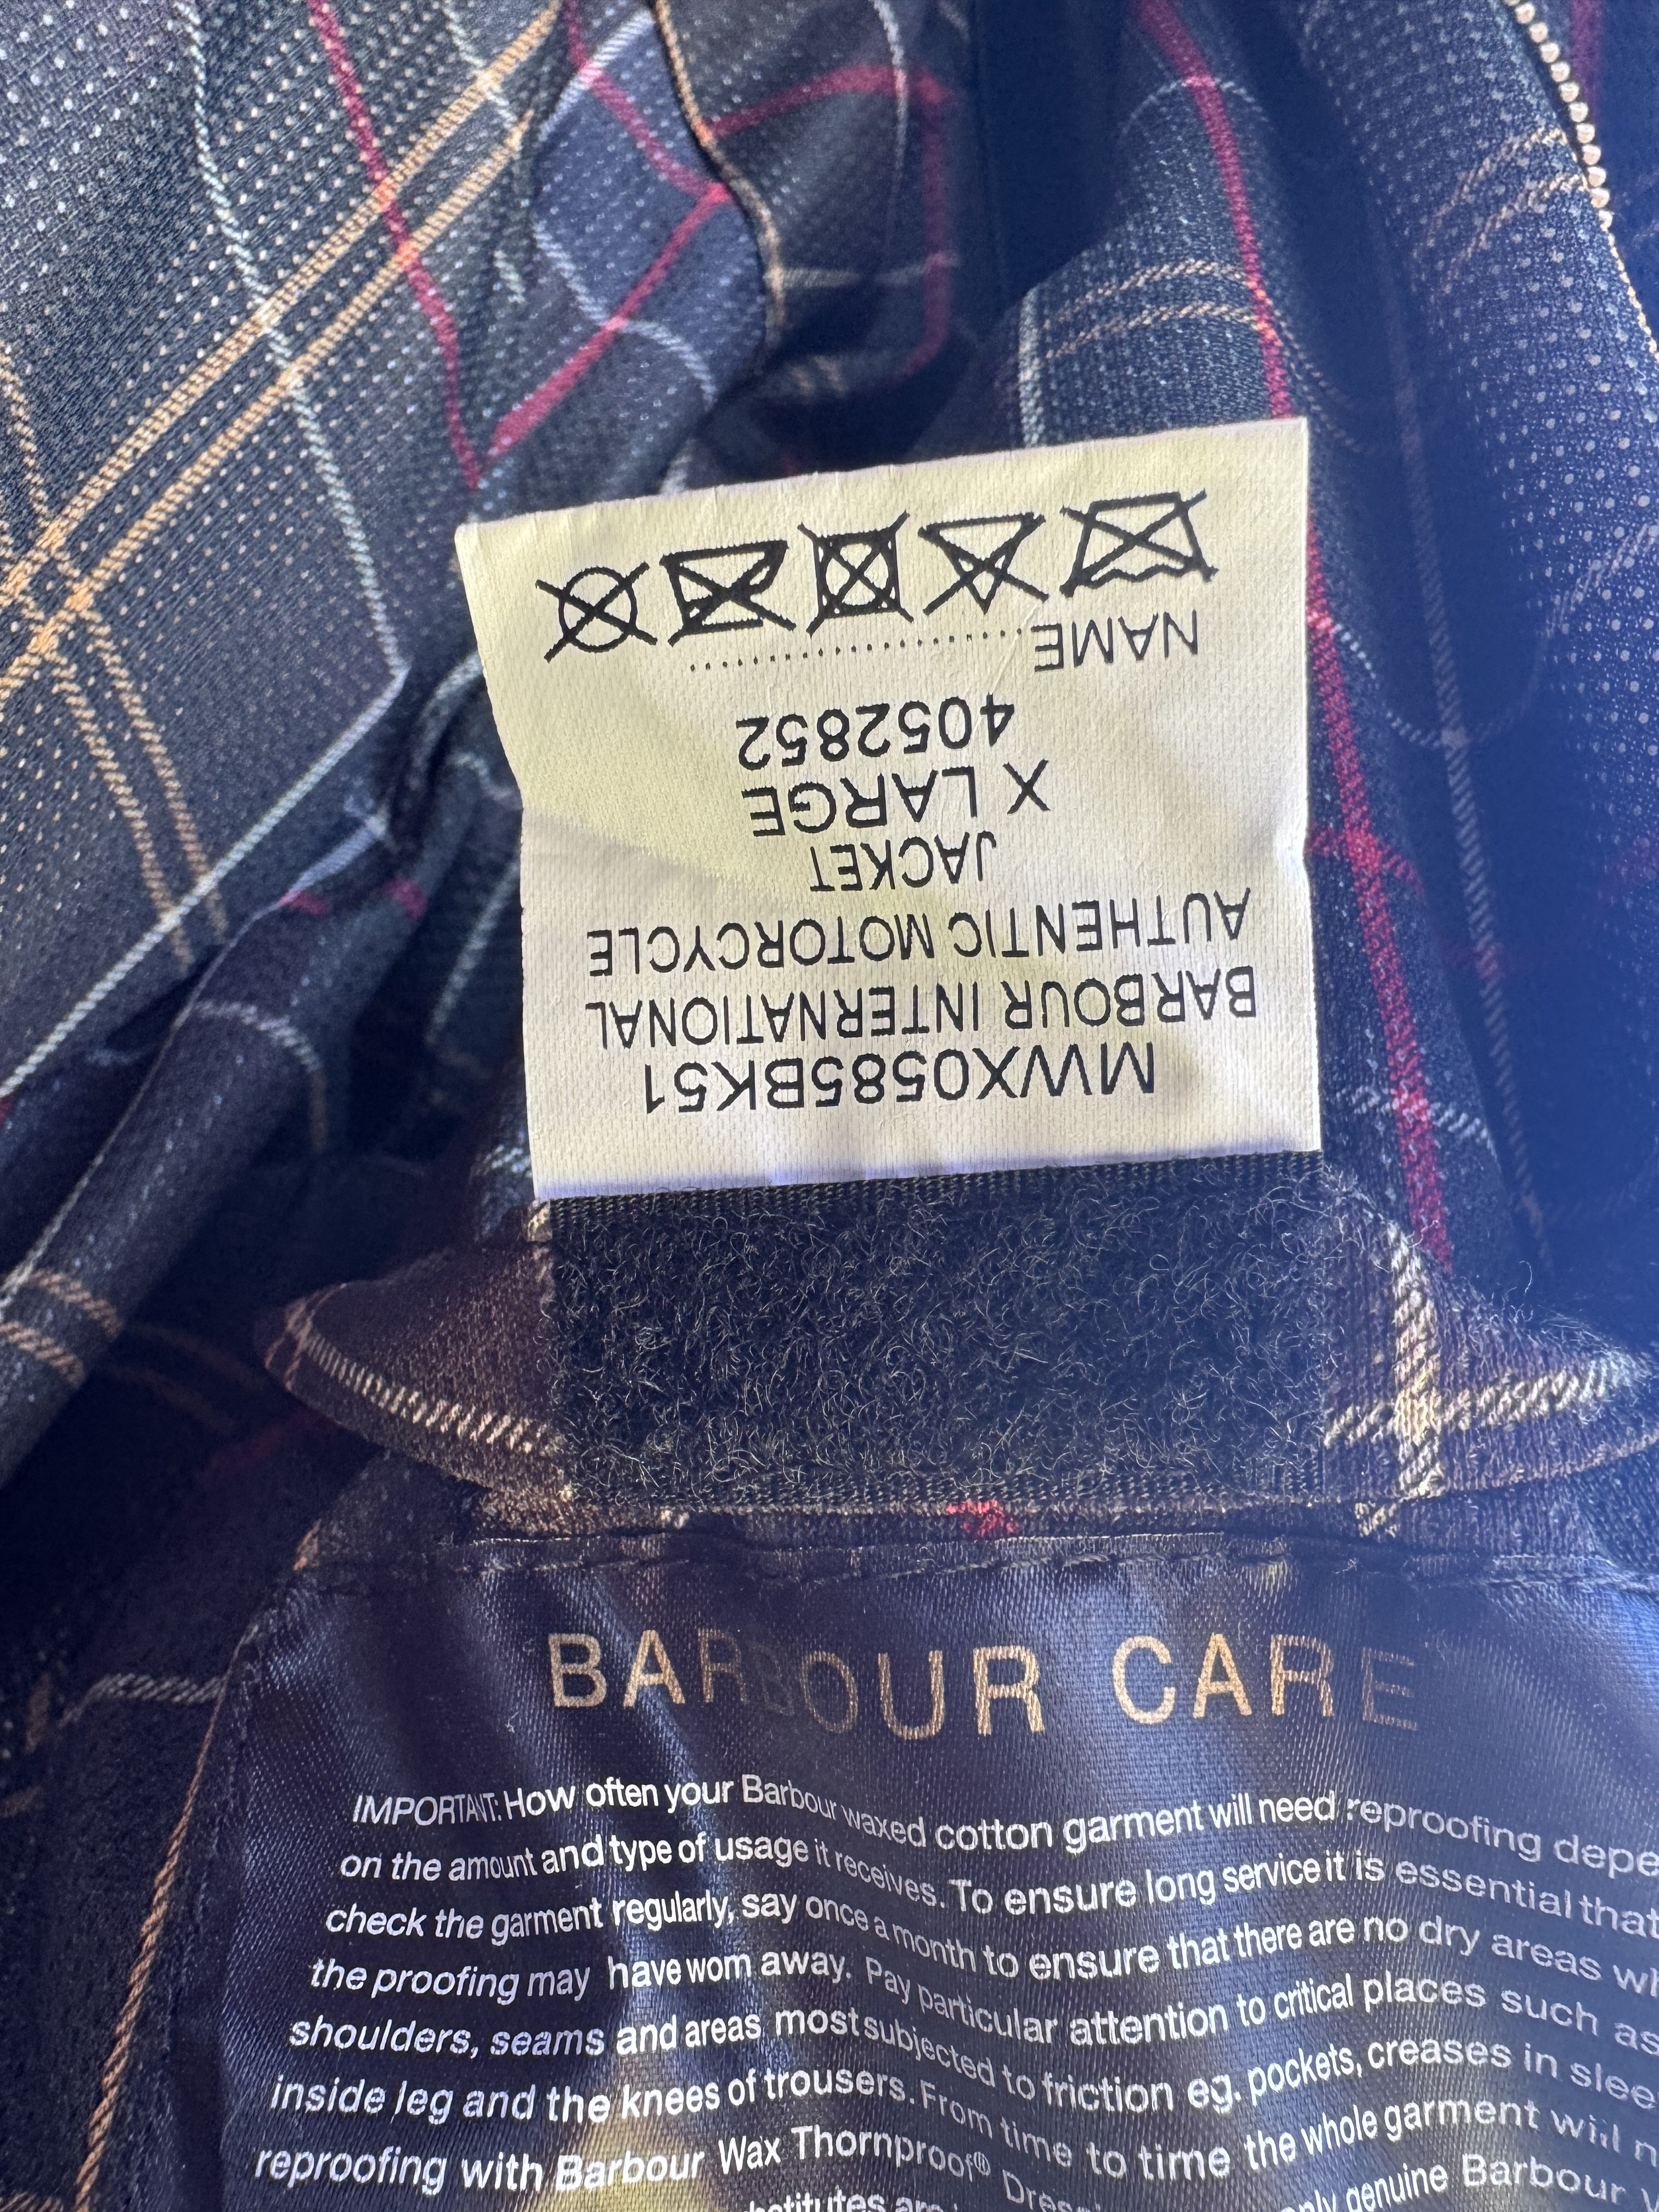 MWX0585BK51
BARBOUR INTERNATIONAL
AUTHENTIC MOTORCYCLE
JACKET
X LARGE
4052852
NAME....................
BARBOUR CARE
IMPORTANT: How often your Barbour waxed cotton garment will need reproofing depe
on the amount and type of usage it receives. To ensure long service it is essential that
check the garment regularly, say once a month to ensure that there are no dry areas wh
the proofing may have worn away. Pay particular attention to critical places such as
shoulders, seams and areas most subjected to friction eg. pockets, creases in slee
inside leg and the knees of trousers. From time to time the whole garment will n
reproofing with Barbour Wax Thornproof® Dres
genuine Barbour